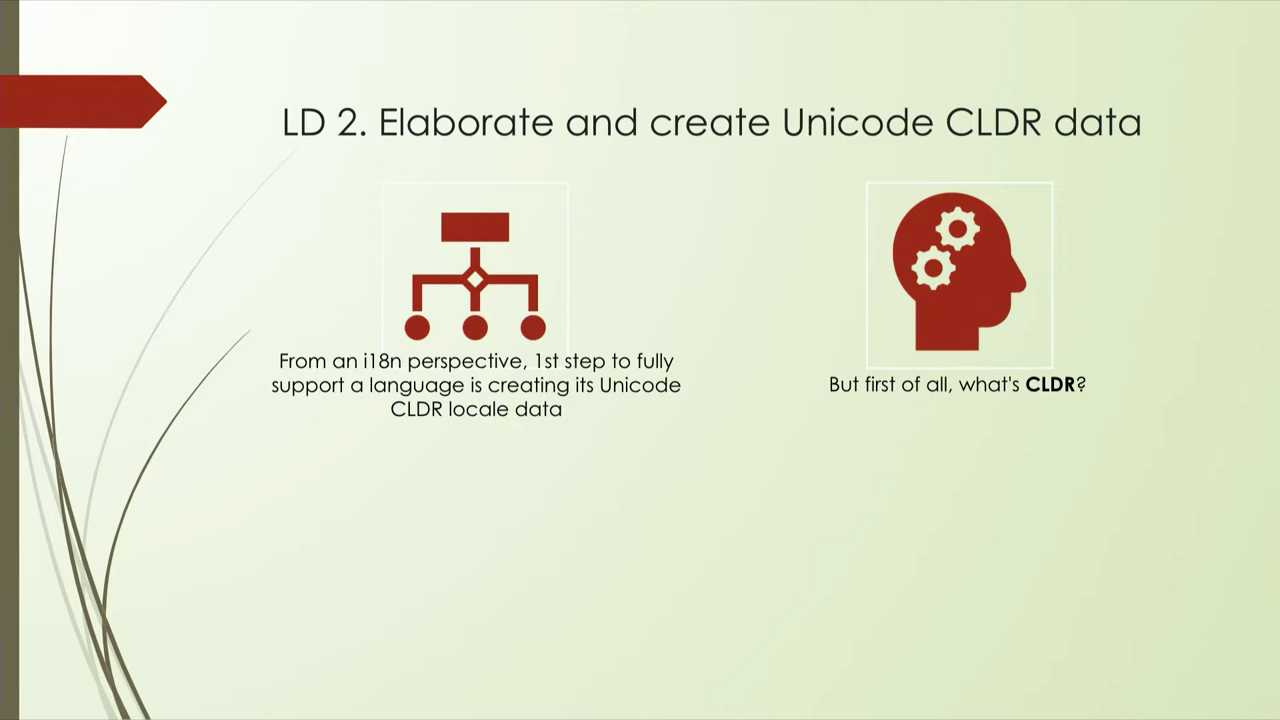 LD 2. Elaborate and create Unicode CLDR data
From an i18n perspective, 1st step to fully
support a language is creating its Unicode
CLDR locale data
But first of all, what's CLDR?